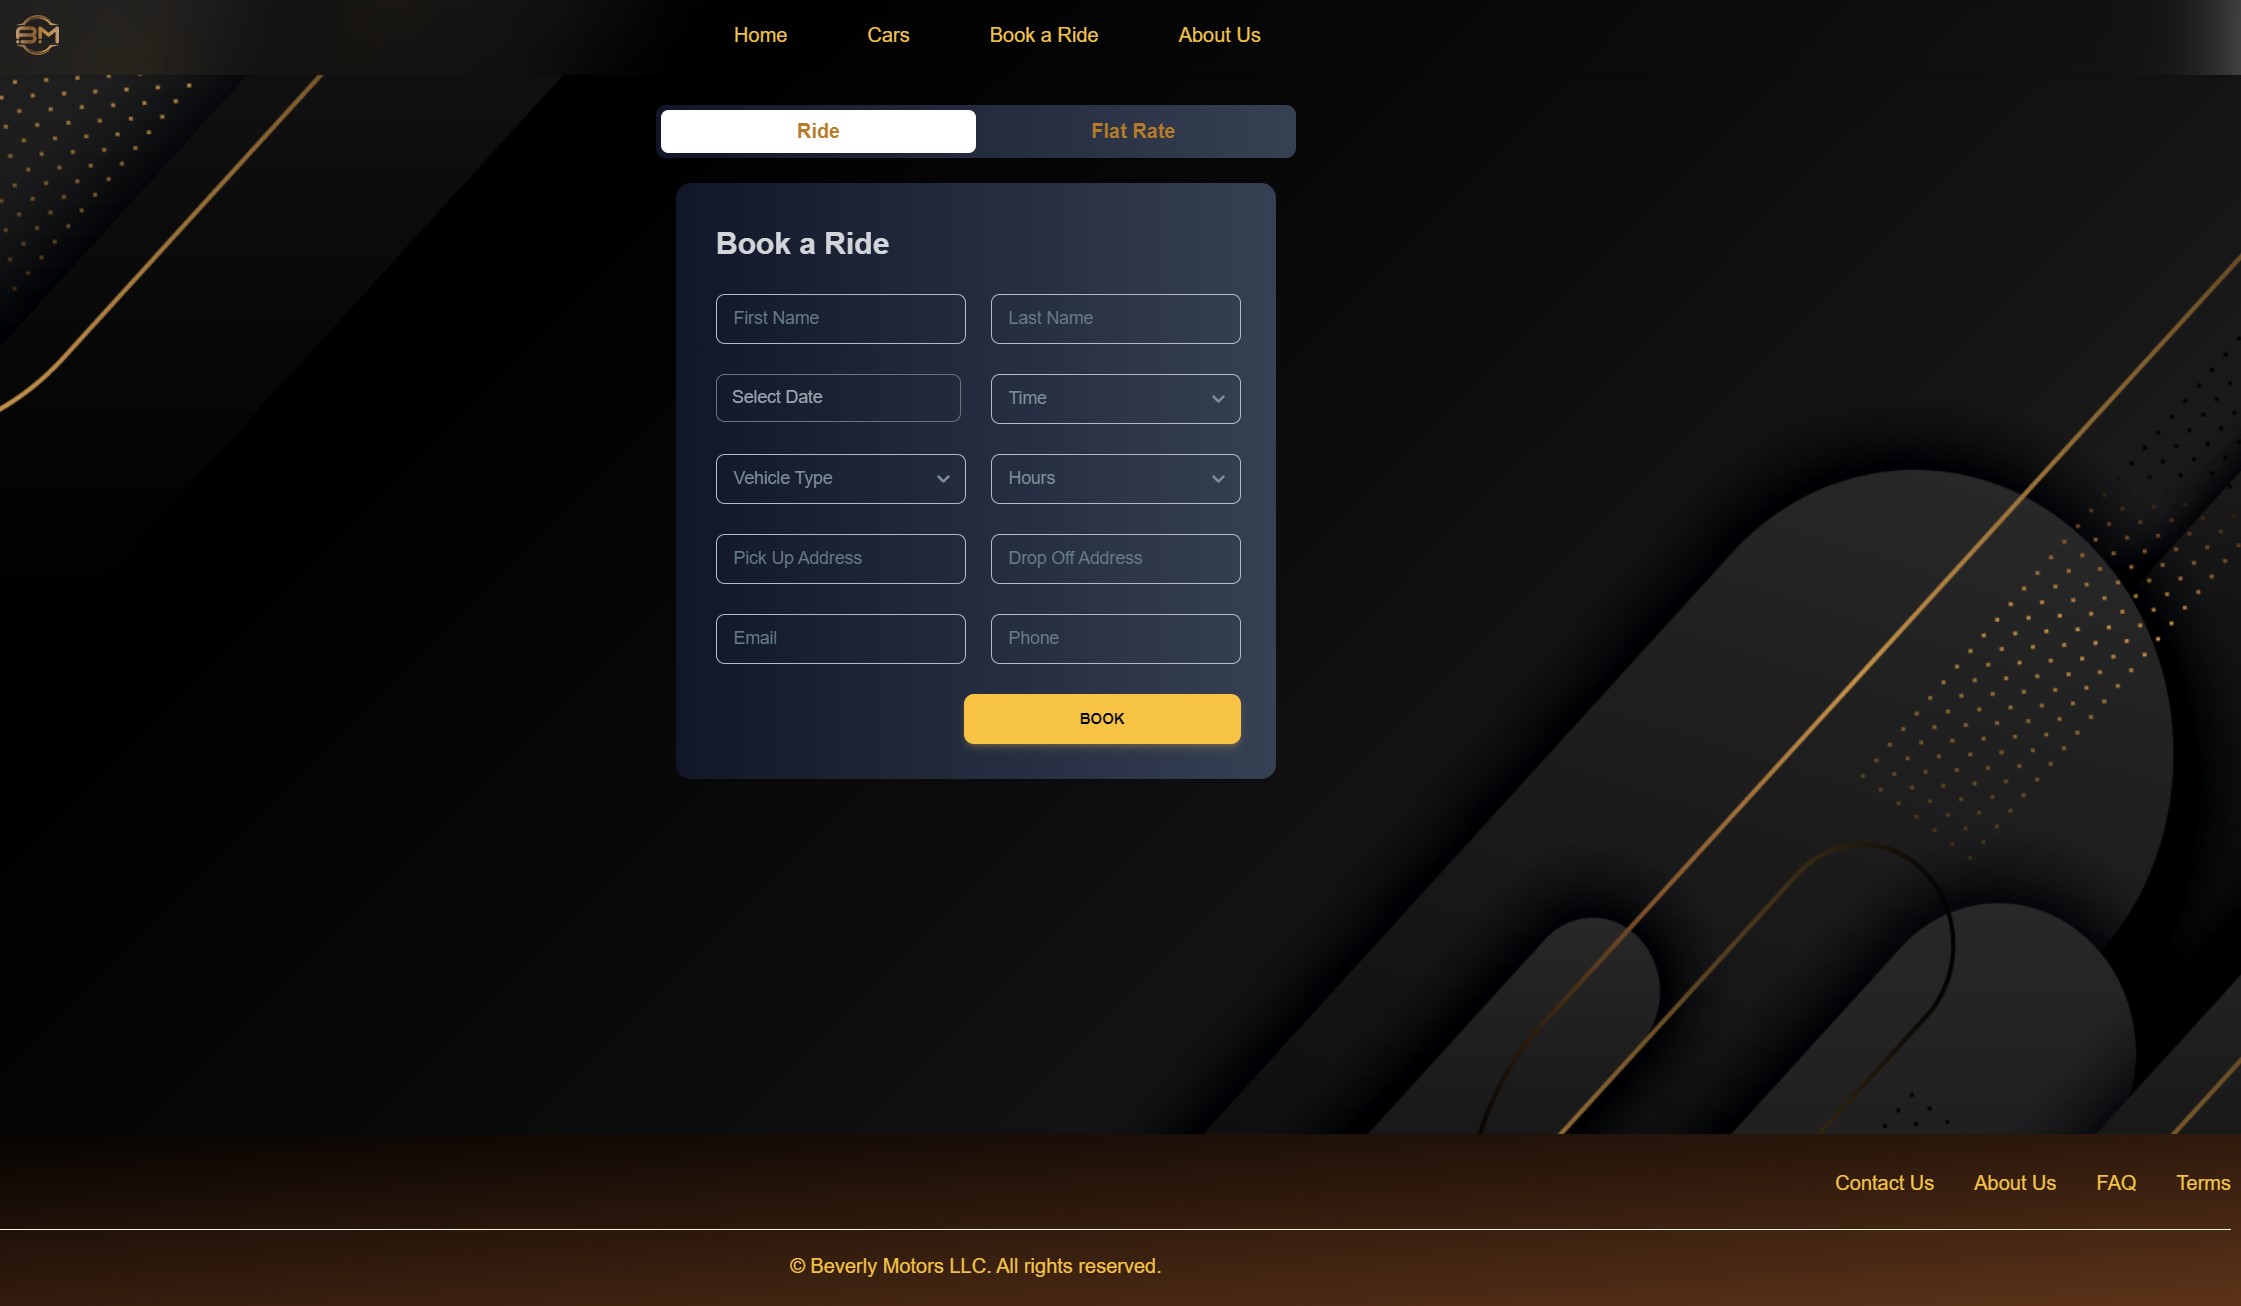 BM
Home Cars Book a Ride About Us
Ride Flat Rate
Book a Ride
First Name Last Name
Select Date Time
Vehicle Type Hours
Pick Up Address Drop Off Address
Email Phone
BOOK
Contact Us About Us FAQ Terms
© Beverly Motors LLC. All rights reserved.